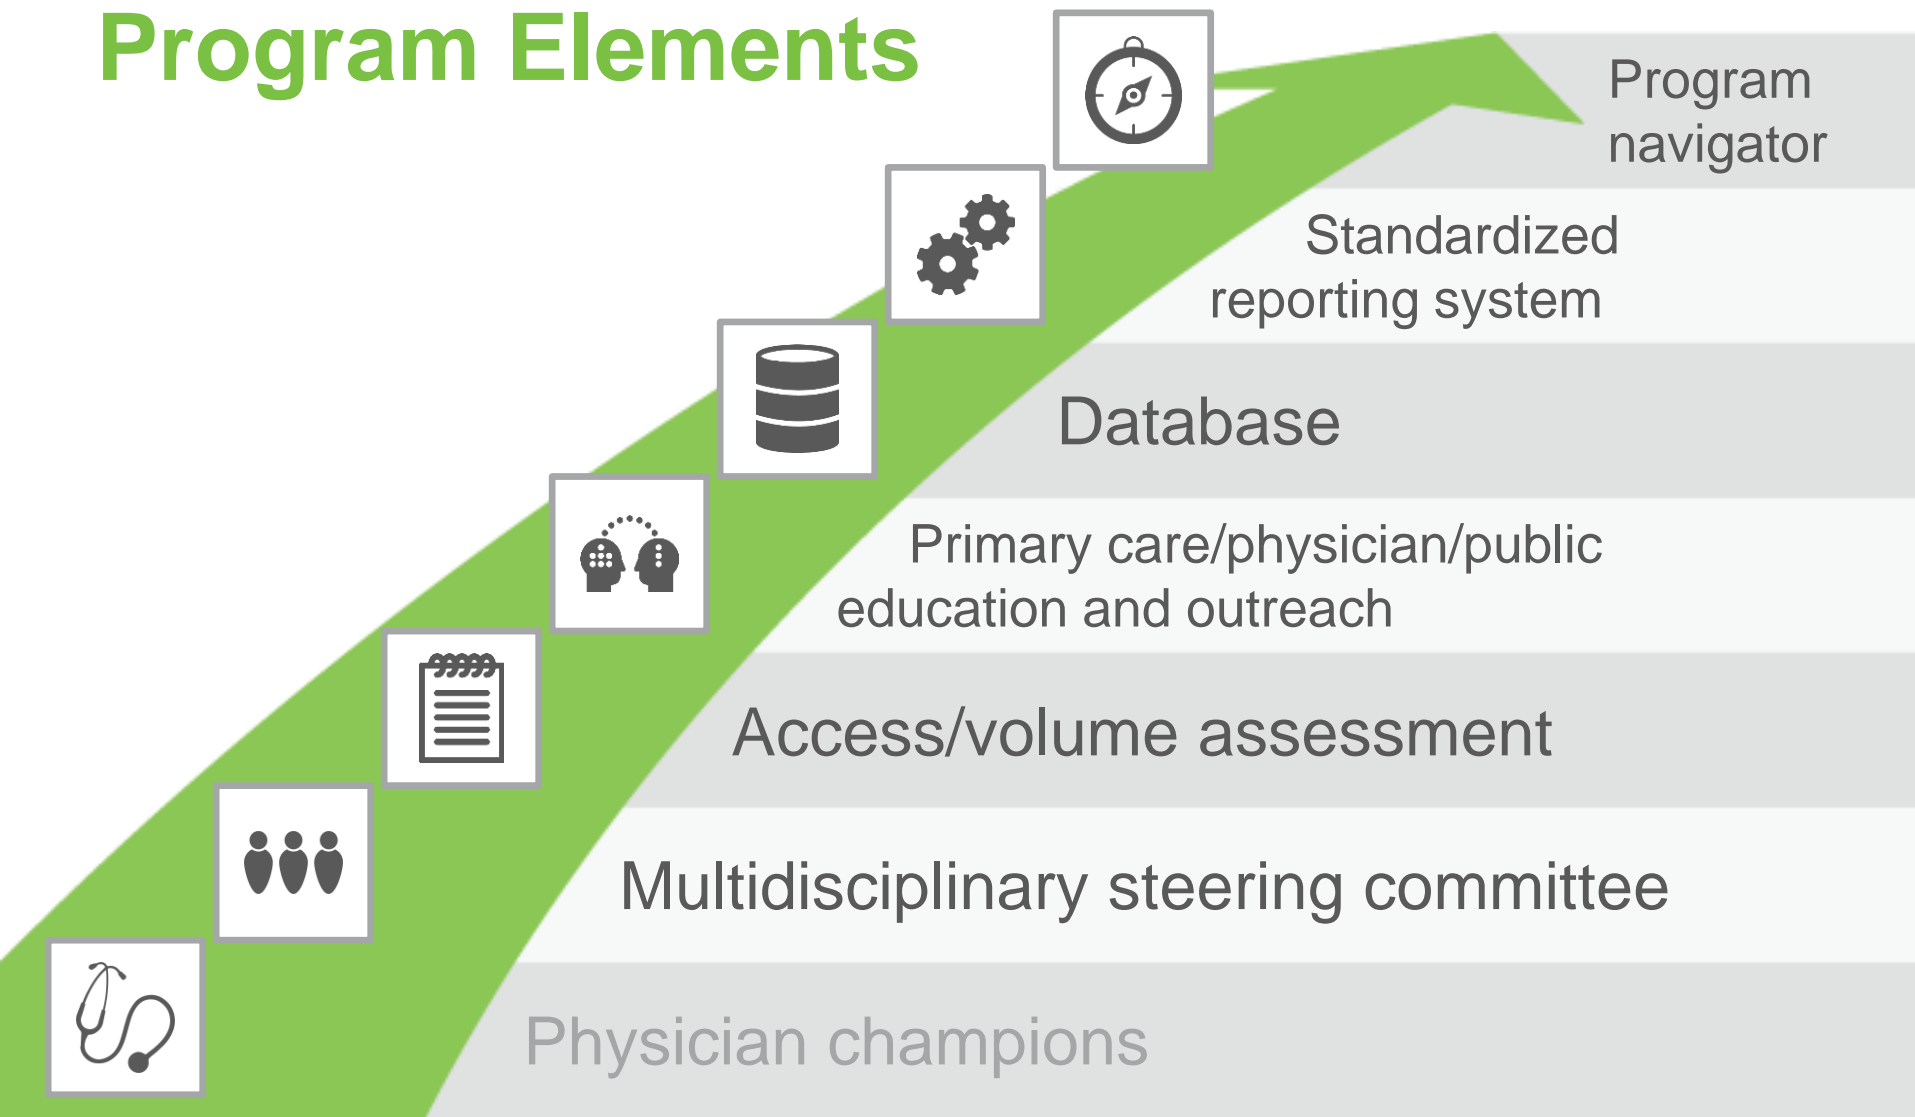 Program Elements
Program
navigator
Standardized
reporting system
Database
Primary care/physician/public
education and outreach
Access/volume assessment
Multidisciplinary steering committee
Physician champions